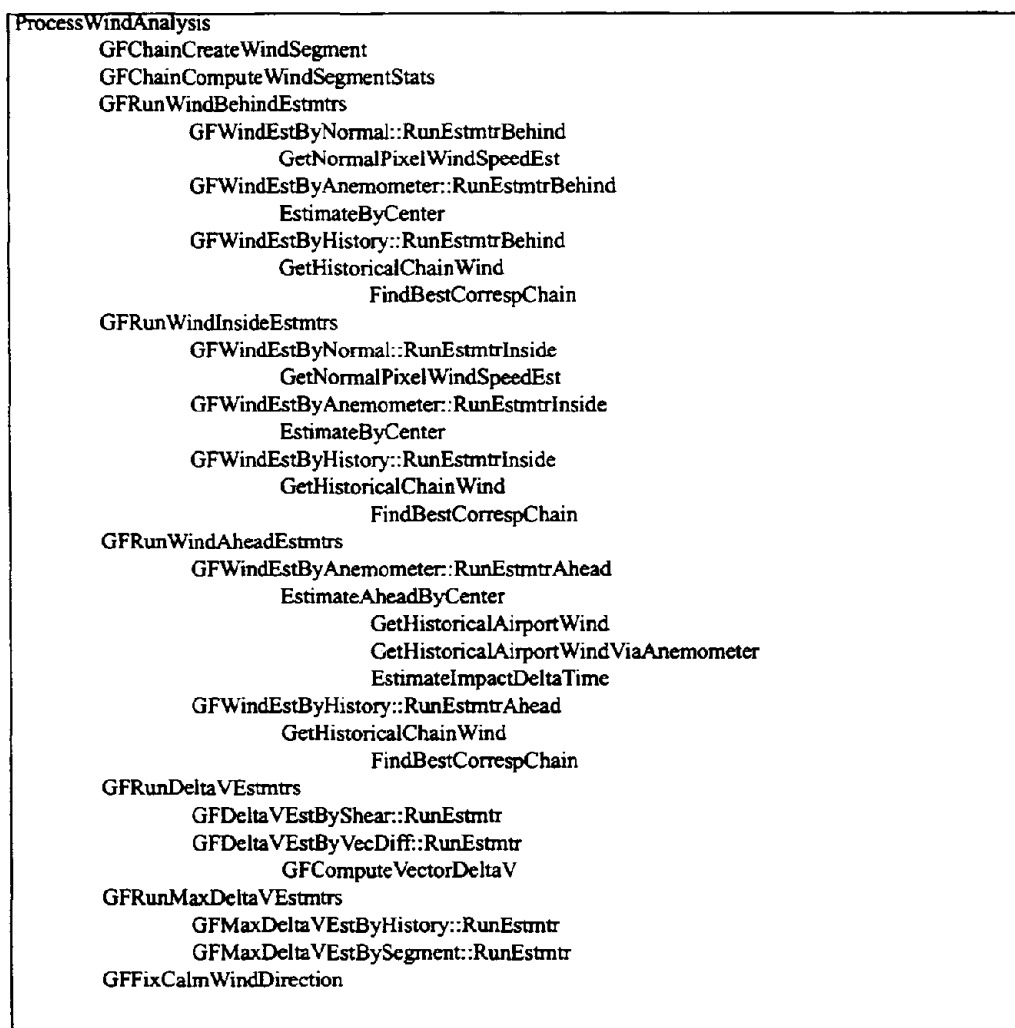 ProcessWindAnalysis
GFChainCreateWindSegment
GFChainComputeWindSegmentStats
GFRunWindBehindEstmtrs
GFWindEstByNormal::RunEstmtrBehind
GetNormalPixelWindSpeedEst
GFWindEstByAnemometer::RunEstmtrBehind
EstimateByCenter
GFWindEstByHistory::RunEstmtrBehind
GetHistoricalChainWind
FindBestCorrespChain
GFRunWindInsideEstmtrs
GFWindEstByNormal::RunEstmtrInside
GetNormalPixelWindSpeedEst
GFWindEstByAnemometer::RunEstmtrInside
EstimateByCenter
GFWindEstByHistory::RunEstmtrInside
GetHistoricalChainWind
FindBestCorrespChain
GFRunWindAheadEstmtrs
GFWindEstByAnemometer::RunEstmtrAhead
EstimateAheadByCenter
GetHistoricalAirportWind
GetHistoricalAirportWindViaAnemometer
EstimateImpactDeltaTime
GFWindEstByHistory::RunEstmtrAhead
GetHistoricalChainWind
FindBestCorrespChain
GFRunDeltaVEstmtrs
GFDeltaVEstByShear::RunEstmtr
GFDeltaVEstByVecDiff::RunEstmtr
GFComputeVectorDeltaV
GFRunMaxDeltaVEstmtrs
GFMaxDeltaVEstByHistory::RunEstmtr
GFMaxDeltaVEstBySegment::RunEstmtr
GFFixCalmWindDirection